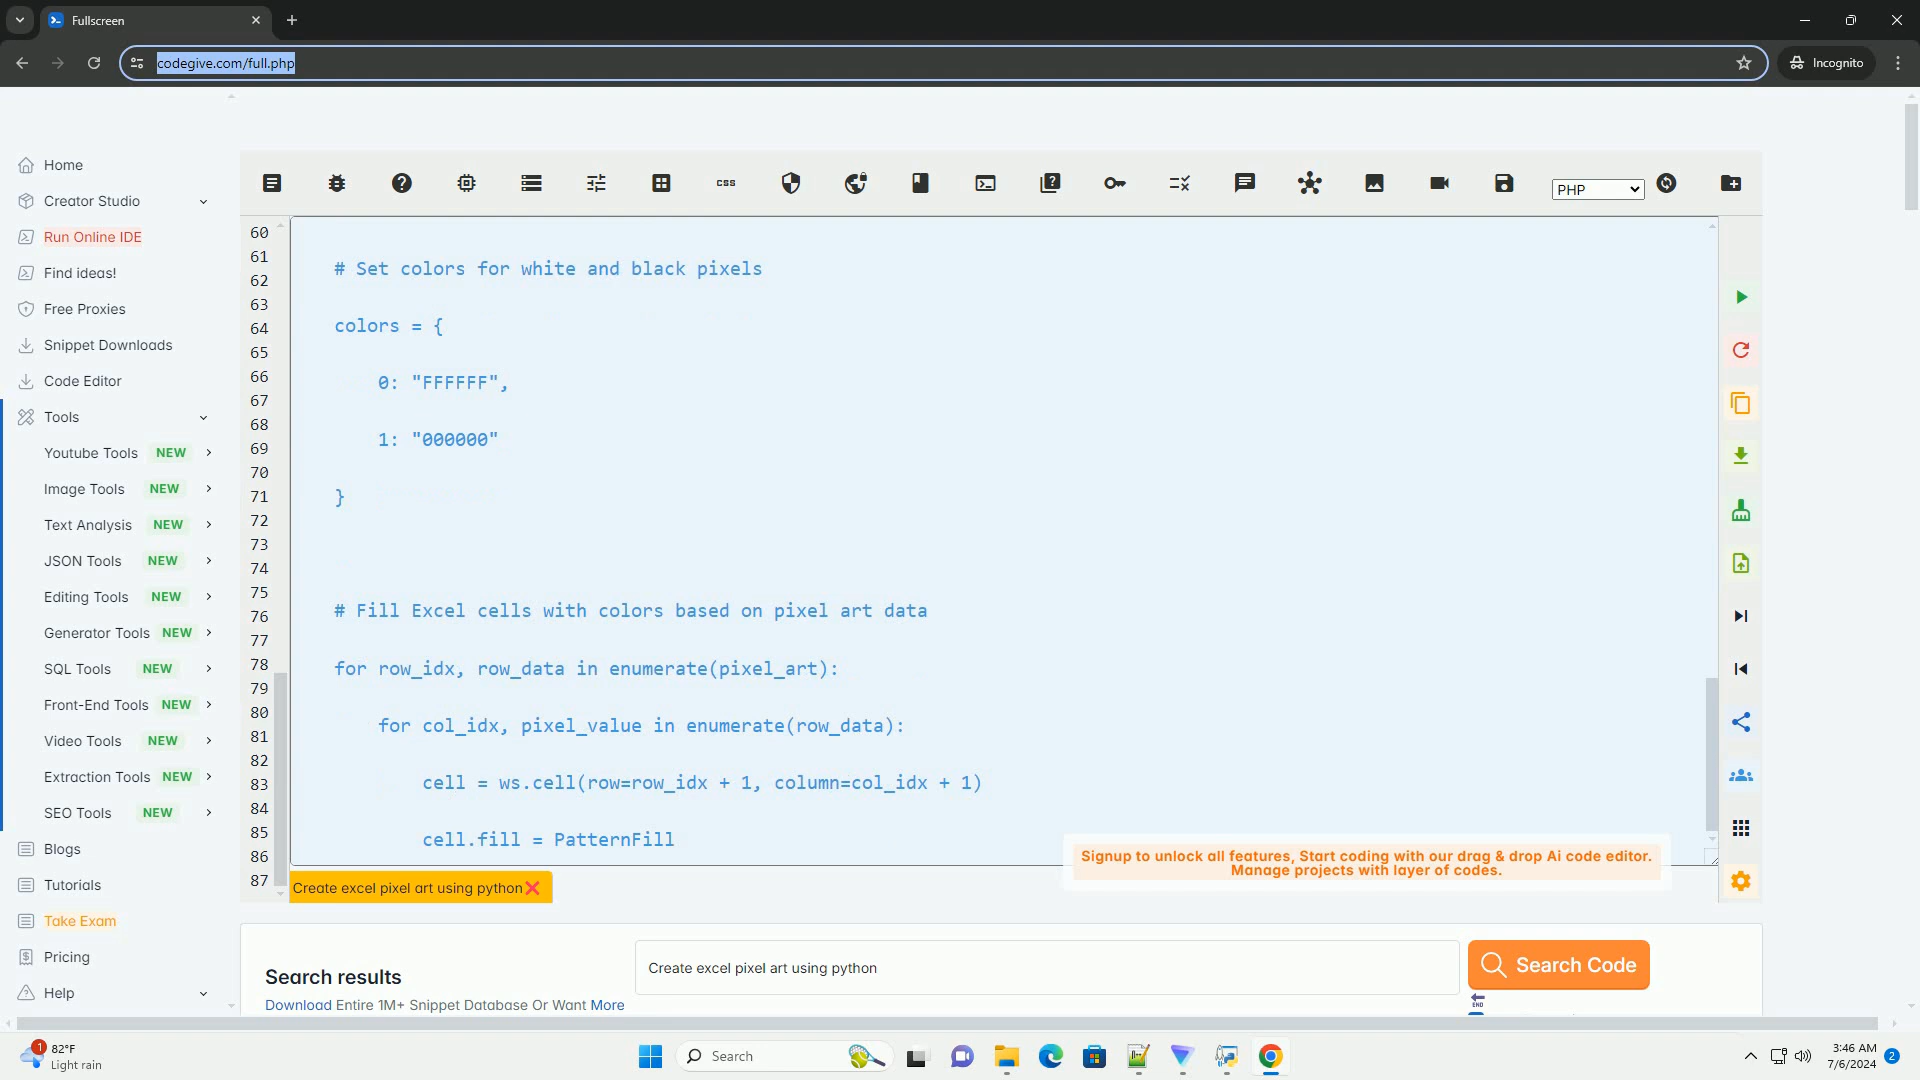 Fullscreen
codegive.com/full.php
Incognito
Home
Creator Studio
Run Online IDE
Find ideas!
Free Proxies
Snippet Downloads
Code Editor
Tools
Youtube Tools NEW
Image Tools NEW
Text Analysis NEW
JSON Tools NEW
Editing Tools NEW
Generator Tools NEW
SQL Tools NEW
Front-End Tools NEW
Video Tools NEW
Extraction Tools NEW
SEO Tools NEW
Blogs
Tutorials
Take Exam
Pricing
Help
css
PHP
60
61
62
63
64
65
66
67
68
69
70
71
72
73
74
75
76
77
78
79
80
81
82
83
84
85
86
87
# Set colors for white and black pixels
colors = {
0: "FFFFFF",
1: "000000"
}
# Fill Excel cells with colors based on pixel art data
for row_idx, row_data in enumerate(pixel_art):
for col_idx, pixel_value in enumerate(row_data):
cell = ws.cell(row=row_idx + 1, column=col_idx + 1)
cell.fill = PatternFill
Signup to unlock all features, Start coding with our drag & drop Ai code editor.
Manage projects with layer of codes.
Create excel pixel art using python
Search results
Download Entire 1M+ Snippet Database Or Want More
Create excel pixel art using python
Search Code
END
1
82°F
Light rain
Search
3:46 AM
7/6/2024
2